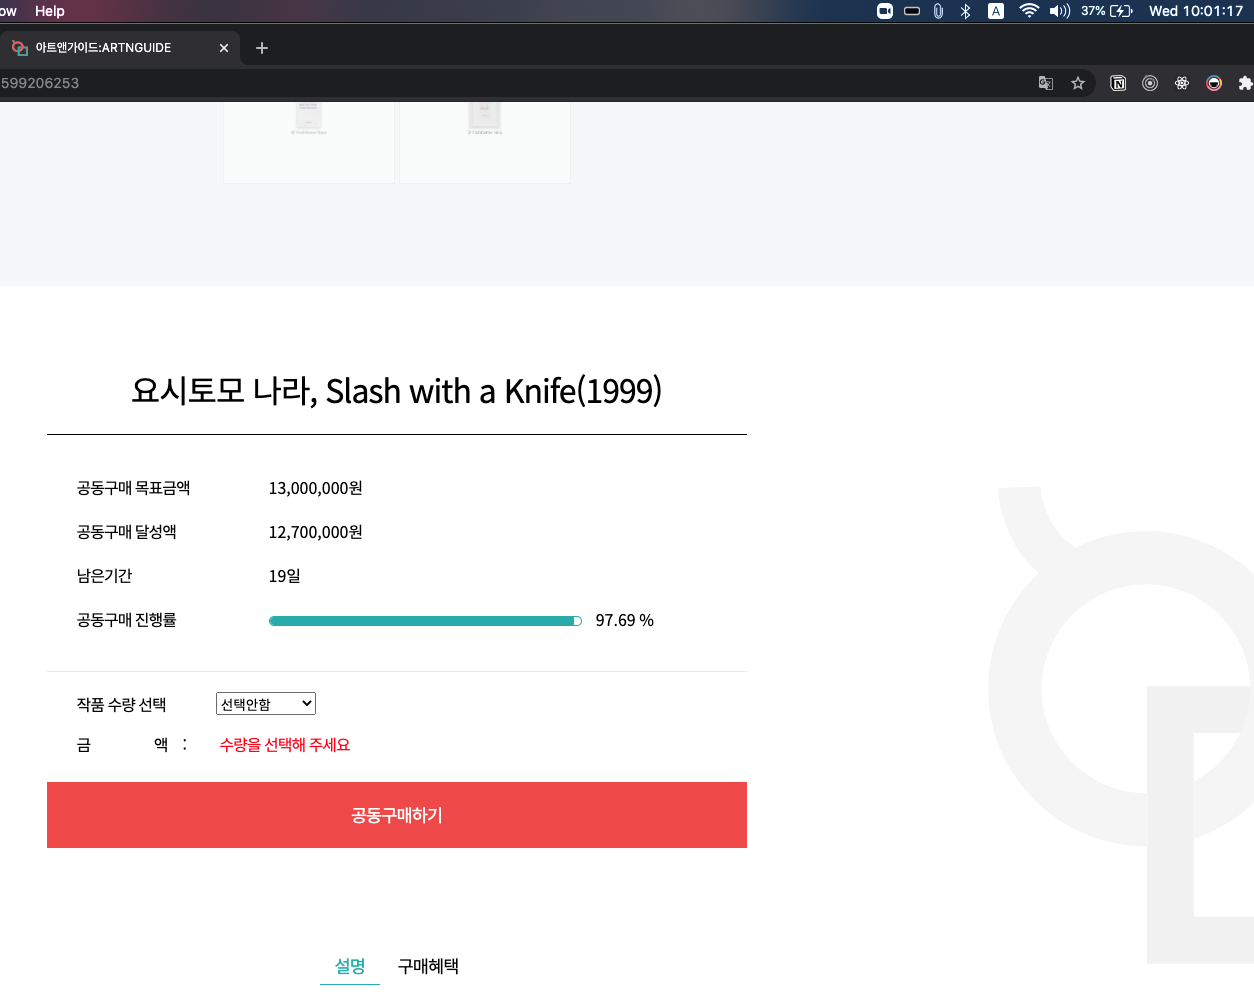 ow Help 37% Wed 10:01:17
아트앤가이드:ARTNGUIDE
599206253
요시토모 나라, Slash with a Knife(1999)
공동구매 목표금액 13,000,000원
공동구매 달성액 12,700,000원
남은기간 19일
공동구매 진행률 97.69 %
작품 수량 선택 선택안함
금 액 : 수량을 선택해 주세요
공동구매하기
설명 구매혜택